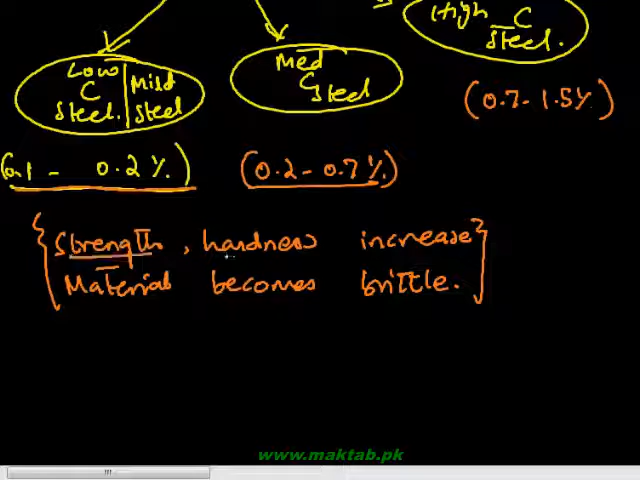 High C
Steel.
Low
C
Steel.
Mild
Steel
Med
C
Steel
(0.7 - 1.5%)
(0.1 - 0.2%)
(0.2 - 0.7%)
{Strength, hardness increase}
Material becomes brittle.
www.maktab.pk